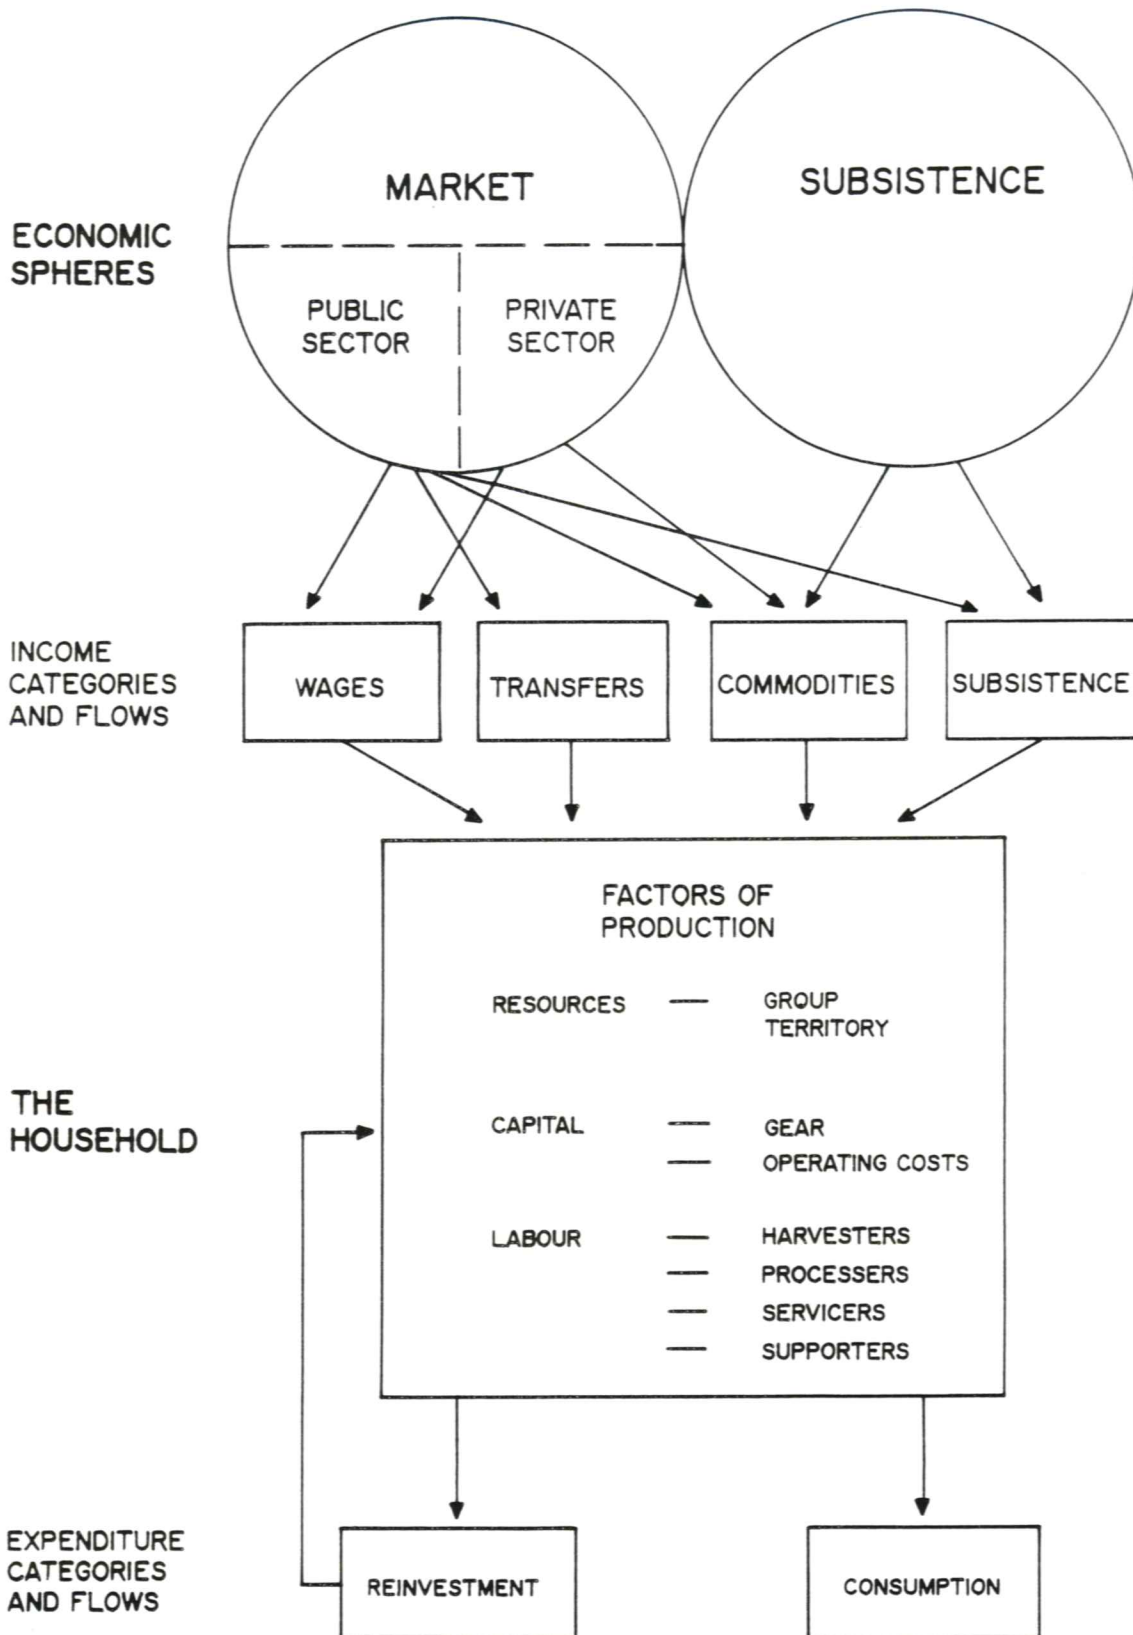 MARKET
SUBSISTENCE
ECONOMIC
SPHERES
PUBLIC
SECTOR
PRIVATE
SECTOR
INCOME
CATEGORIES
AND FLOWS
WAGES
TRANSFERS
COMMODITIES
SUBSISTENCE
FACTORS OF
PRODUCTION
RESOURCES — GROUP
TERRITORY
THE
HOUSEHOLD
CAPITAL — GEAR
— OPERATING COSTS
LABOUR — HARVESTERS
— PROCESSERS
— SERVICERS
— SUPPORTERS
EXPENDITURE
CATEGORIES
AND FLOWS
REINVESTMENT
CONSUMPTION